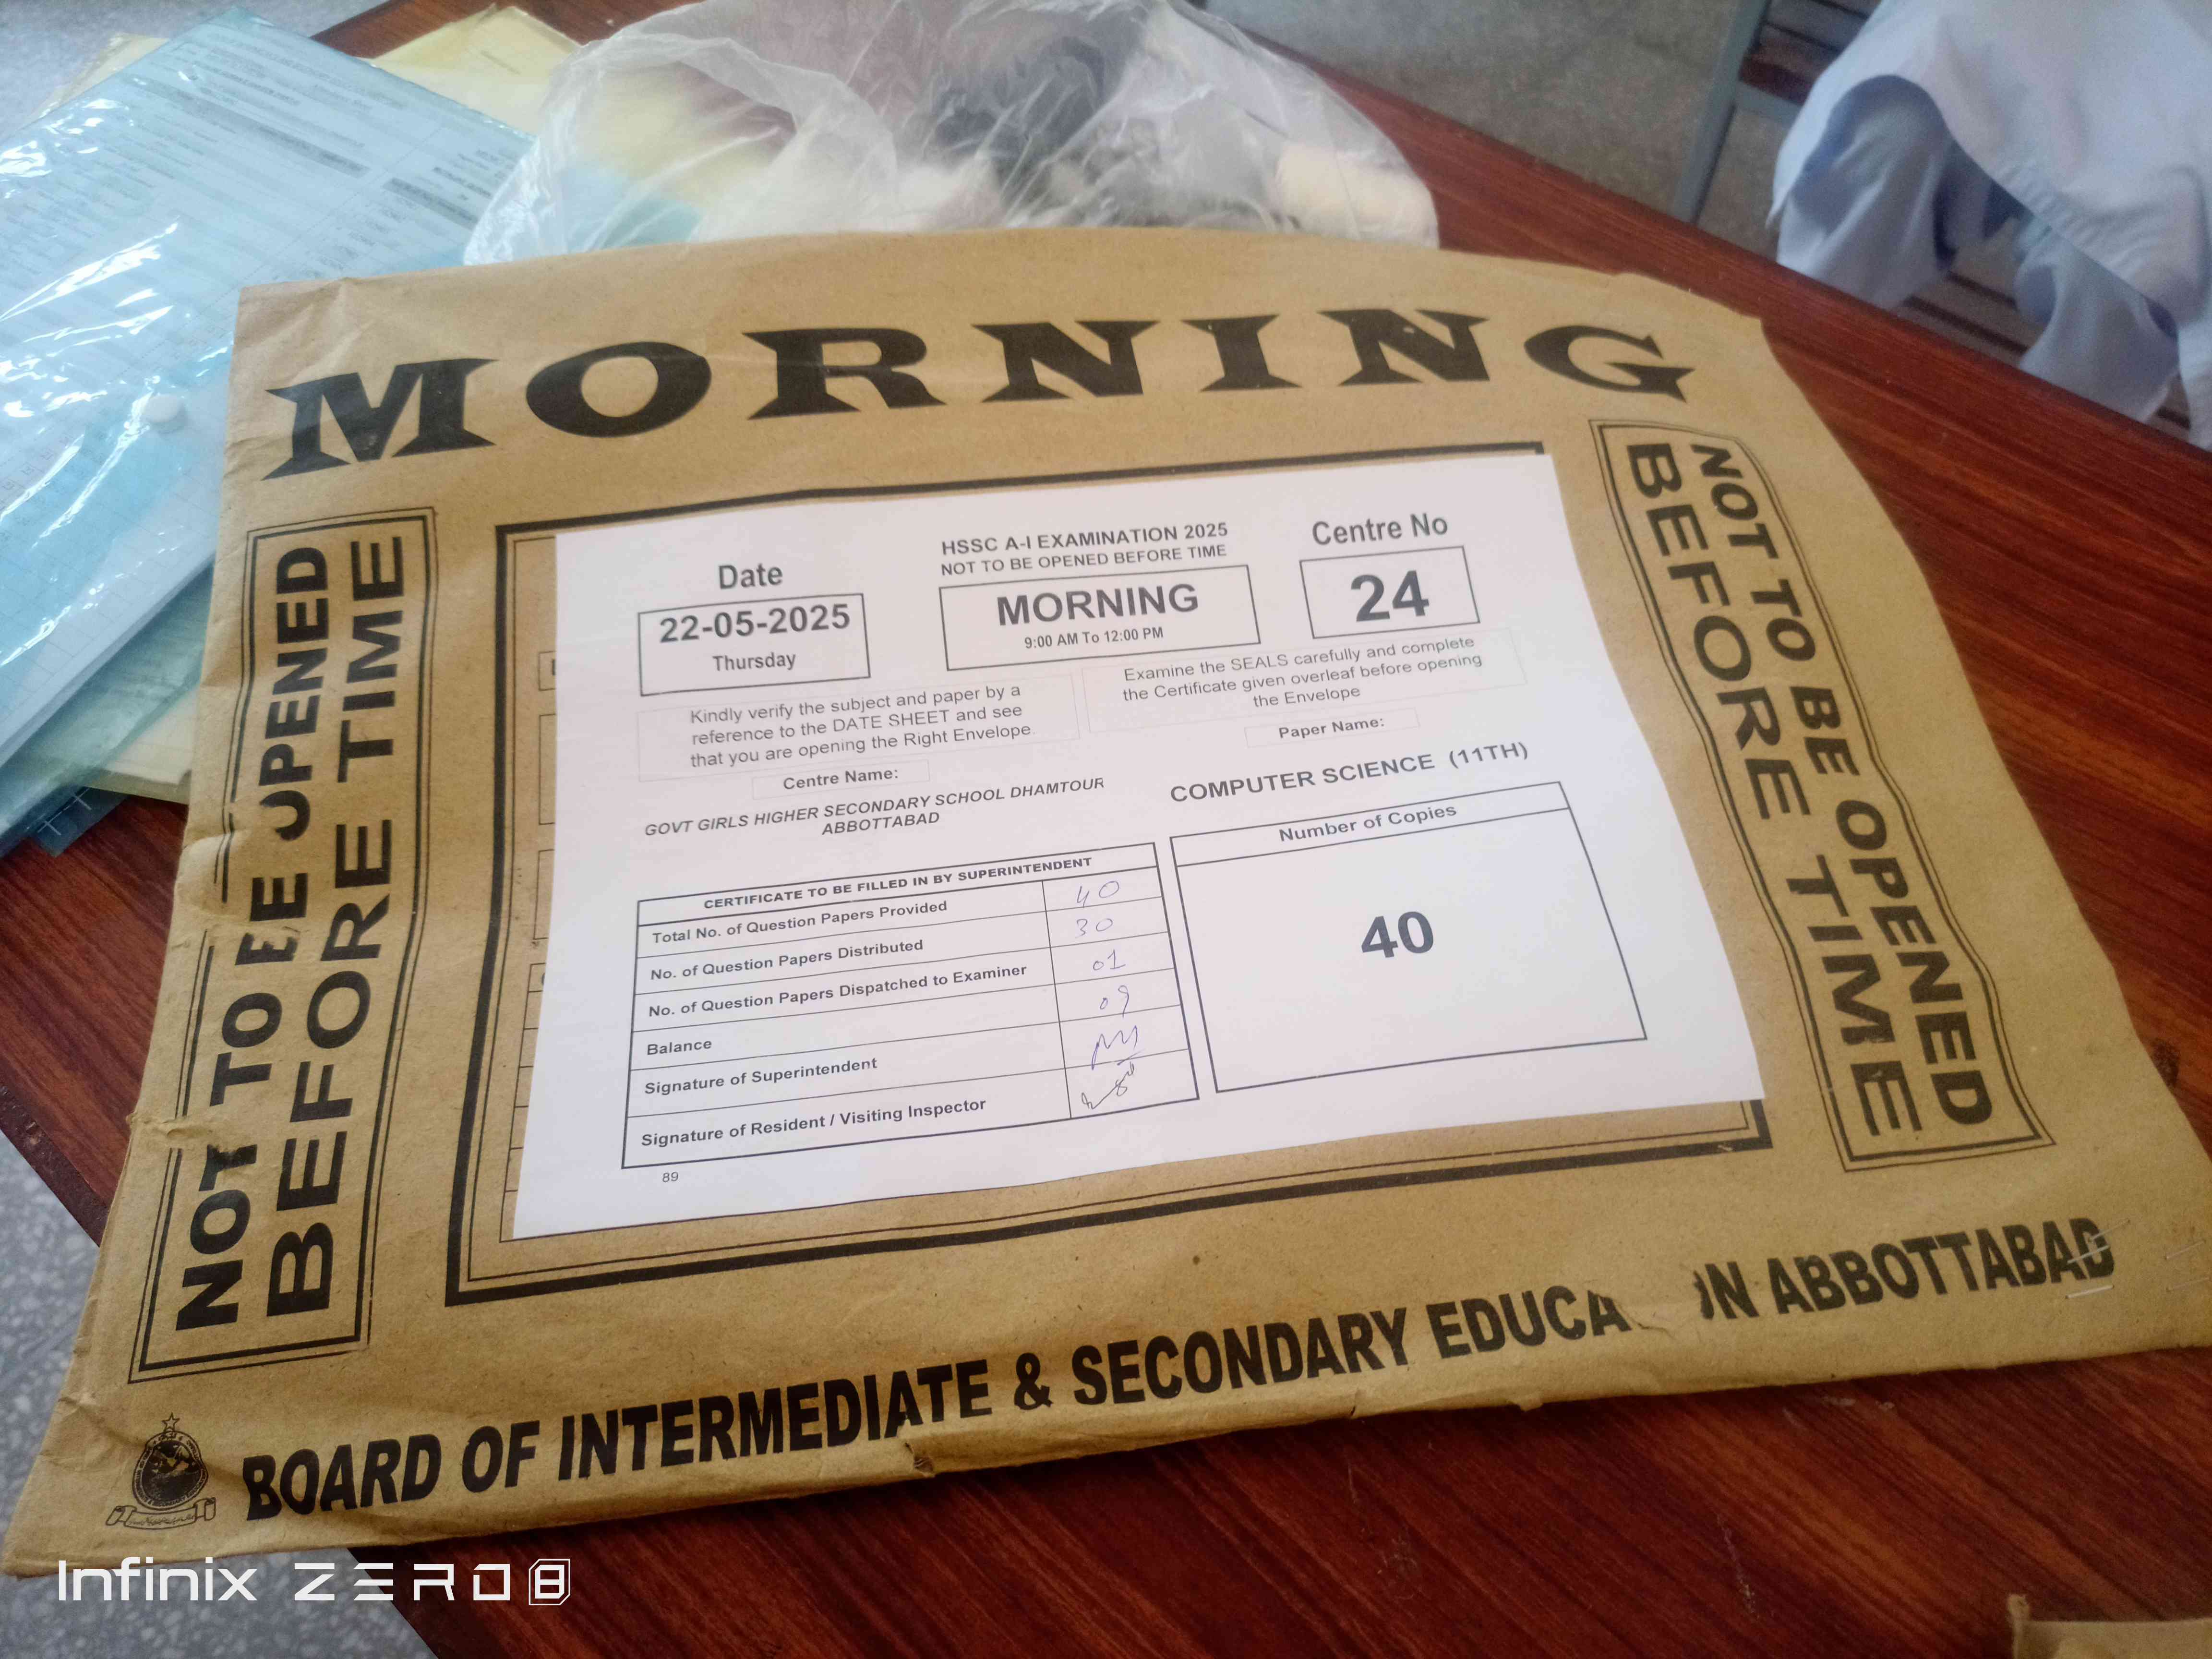 MORNING
NOT TO BE OPENED
BEFORE TIME
NOT TO BE OPENED
BEFORE TIME
Date
22-05-2025
Thursday
HSSC A-I EXAMINATION 2025
NOT TO BE OPENED BEFORE TIME
MORNING
9:00 AM To 12:00 PM
Centre No
24
Kindly verify the subject and paper by a
reference to the DATE SHEET and see
that you are opening the Right Envelope.
Examine the SEALS carefully and complete
the Certificate given overleaf before opening
the Envelope
Centre Name:
GOVT GIRLS HIGHER SECONDARY SCHOOL DHAMTOUR
ABBOTTABAD
Paper Name:
COMPUTER SCIENCE (11TH)
CERTIFICATE TO BE FILLED IN BY SUPERINTENDENT
Total No. of Question Papers Provided 40
No. of Question Papers Distributed 30
No. of Question Papers Dispatched to Examiner 01
Balance 09
Signature of Superintendent
Signature of Resident / Visiting Inspector
89
Number of Copies
40
BOARD OF INTERMEDIATE & SECONDARY EDUCA ON ABBOTTABAD
Infinix ZERO 8